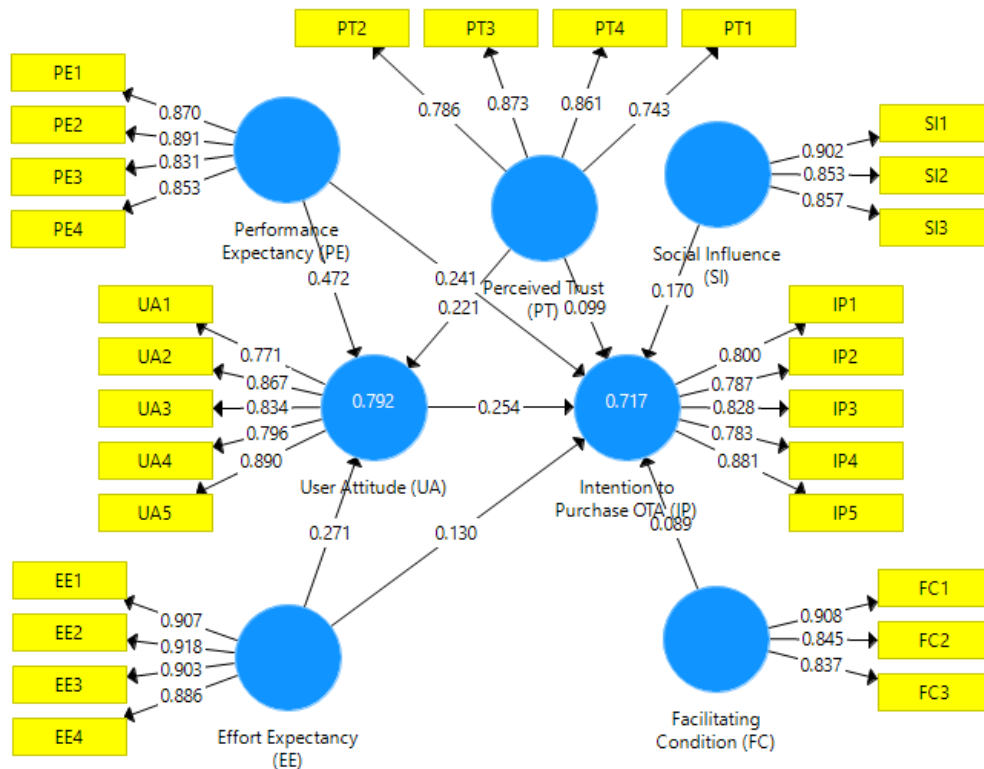 PT2
PT3
PT4
PT1
PE1
PE2
PE3
PE4
0.870
0.891
0.831
0.853
0.786
0.873
0.861
0.743
SI1
SI2
SI3
0.902
0.853
0.857
Performance
Expectancy (PE)
Perceived Trust
(PT)
Social Influence
(SI)
0.472
0.241
0.221
0.099
0.170
UA1
UA2
UA3
UA4
UA5
0.771
0.867
0.834
0.796
0.890
0.792
0.254
0.717
IP1
IP2
IP3
IP4
IP5
0.800
0.787
0.828
0.783
0.881
User Attitude (UA)
Intention to
Purchase OTA (IP)
0.271
0.130
0.089
EE1
EE2
EE3
EE4
0.907
0.918
0.903
0.886
FC1
FC2
FC3
0.908
0.845
0.837
Effort Expectancy
(EE)
Facilitating
Condition (FC)